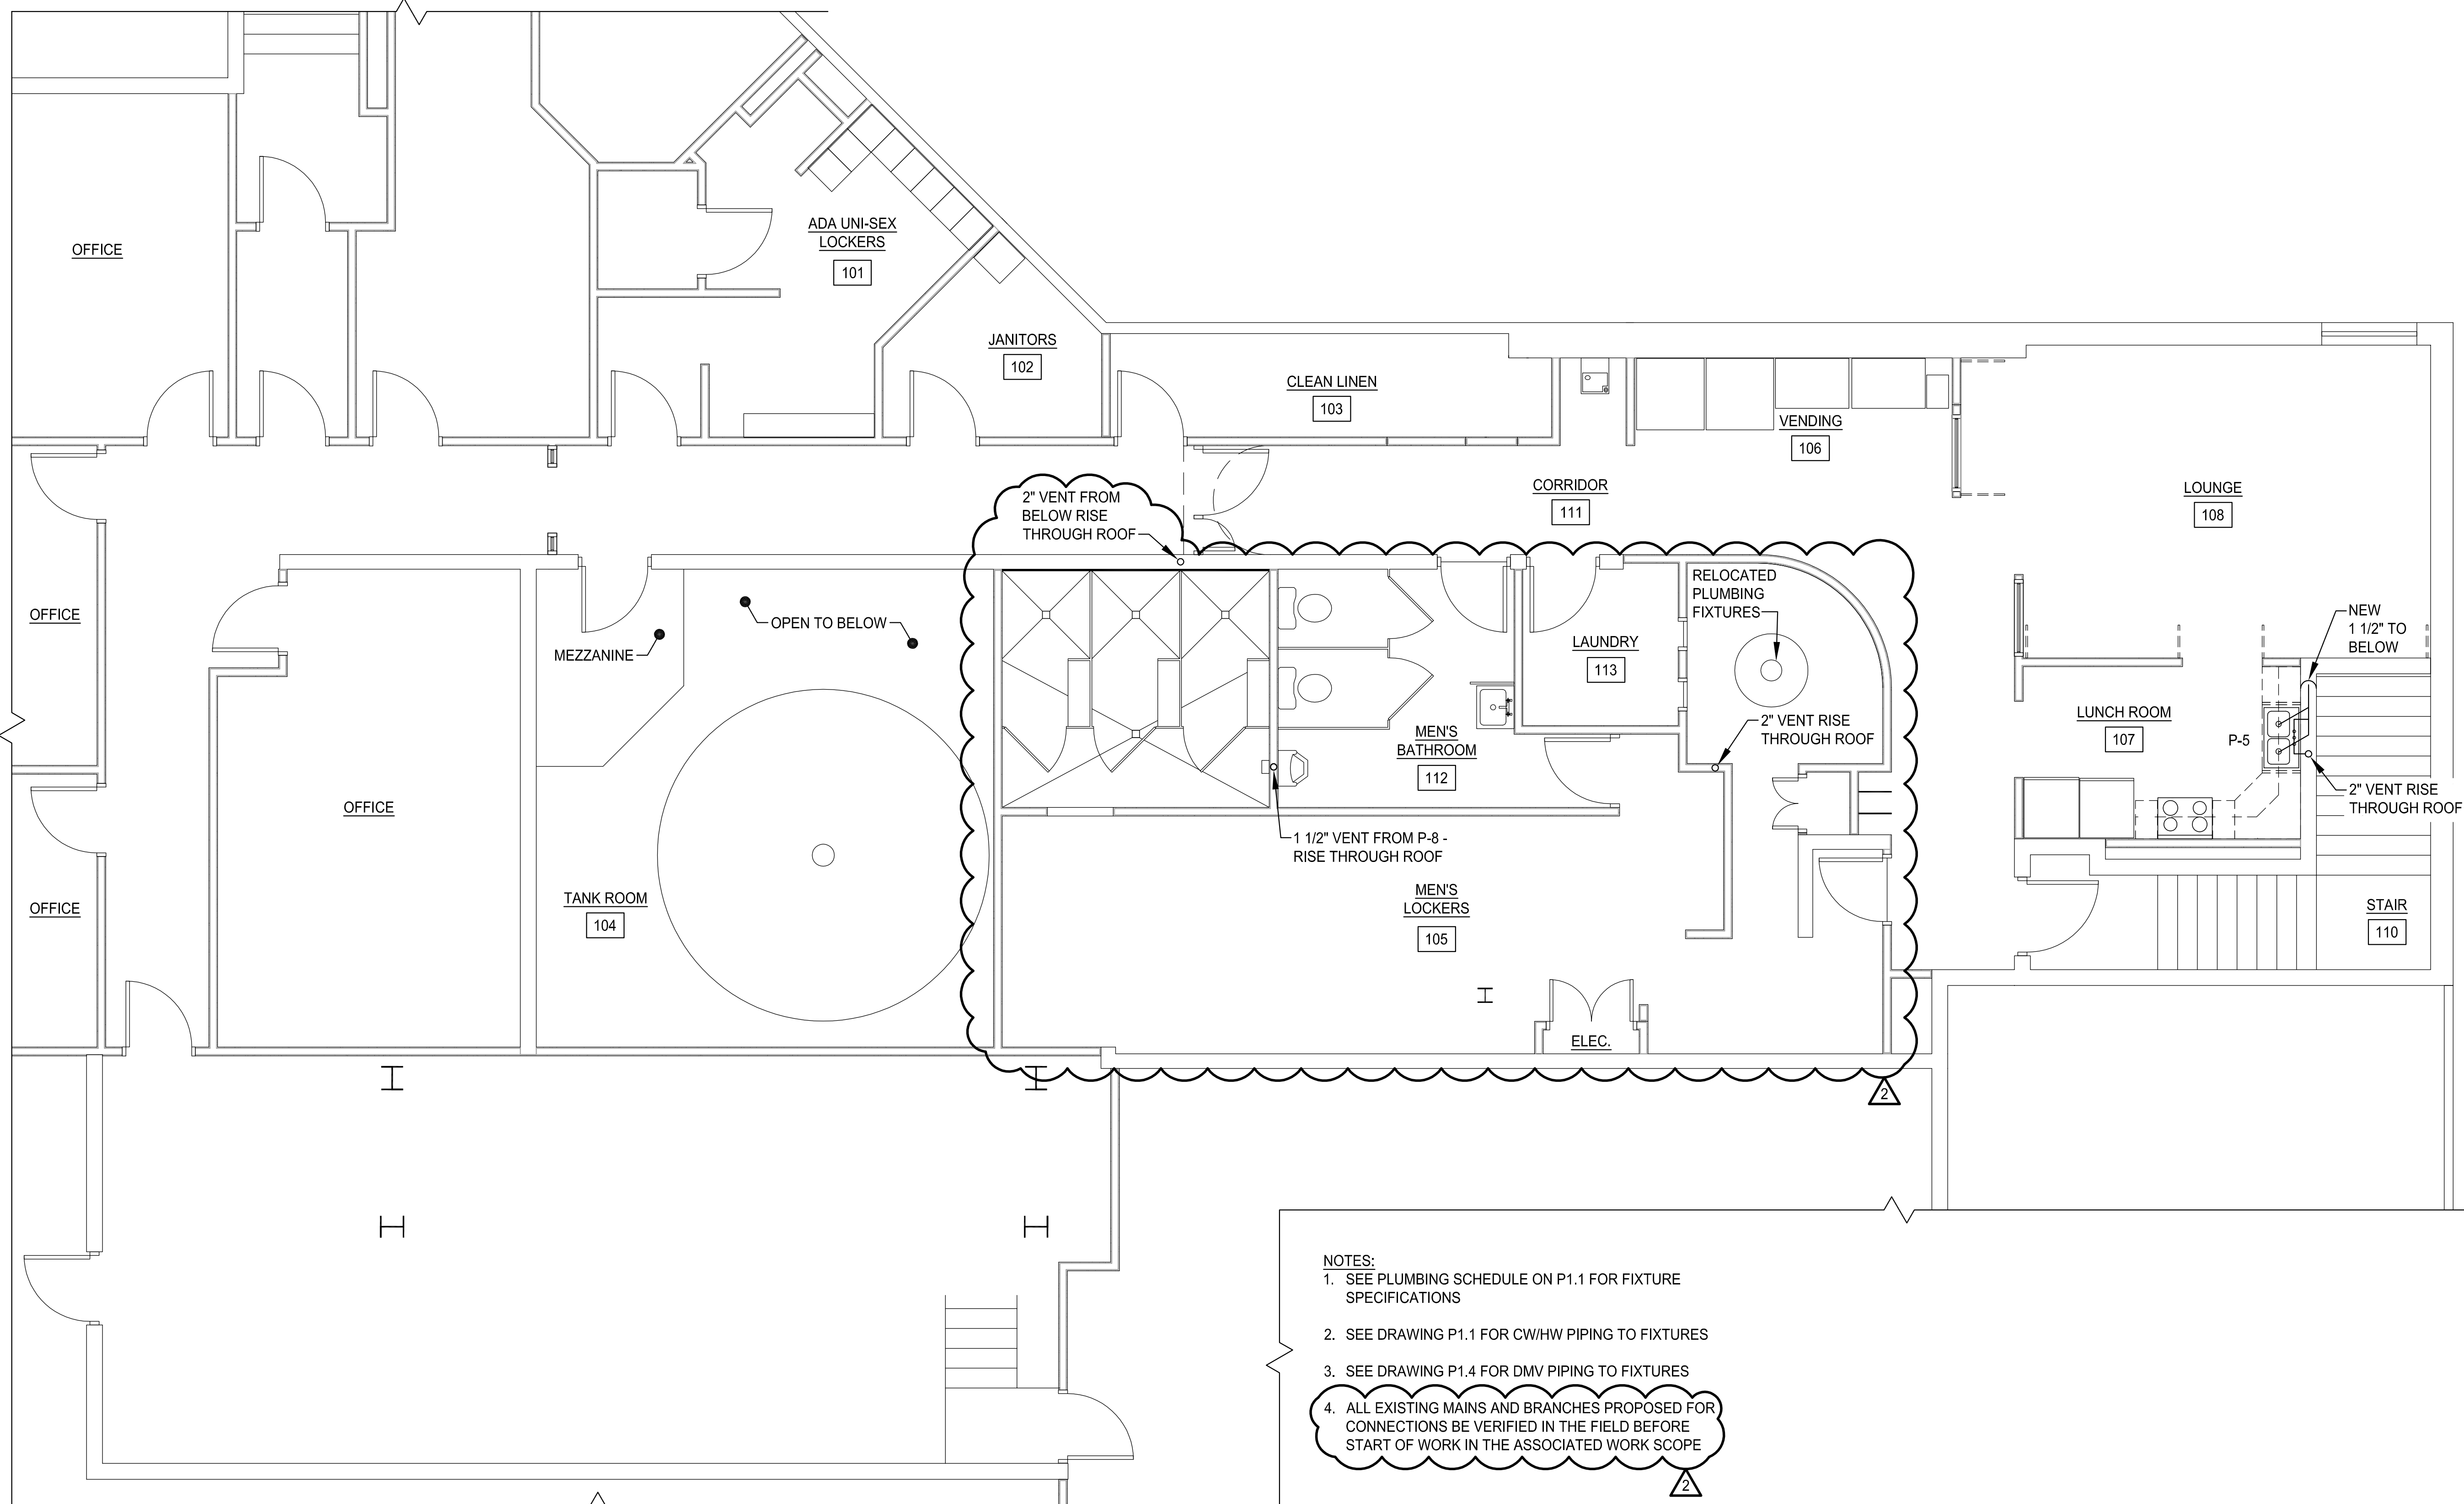 OFFICE
ADA UNI-SEX
LOCKERS
101
JANITORS
102
CLEAN LINEN
103
VENDING
106
CORRIDOR
111
LOUNGE
108
2" VENT FROM
BELOW RISE
THROUGH ROOF
OFFICE
OPEN TO BELOW
MEZZANINE
RELOCATED
PLUMBING
FIXTURES
LAUNDRY
113
NEW
1 1/2" TO
BELOW
LUNCH ROOM
107
P-5
2" VENT RISE
THROUGH ROOF
MEN'S
BATHROOM
112
2" VENT RISE
THROUGH ROOF
OFFICE
1 1/2" VENT FROM P-8 -
RISE THROUGH ROOF
OFFICE
TANK ROOM
104
MEN'S
LOCKERS
105
STAIR
110
ELEC.
2
NOTES:
1. SEE PLUMBING SCHEDULE ON P1.1 FOR FIXTURE
SPECIFICATIONS
2. SEE DRAWING P1.1 FOR CW/HW PIPING TO FIXTURES
3. SEE DRAWING P1.4 FOR DMV PIPING TO FIXTURES
4. ALL EXISTING MAINS AND BRANCHES PROPOSED FOR
CONNECTIONS BE VERIFIED IN THE FIELD BEFORE
START OF WORK IN THE ASSOCIATED WORK SCOPE
2